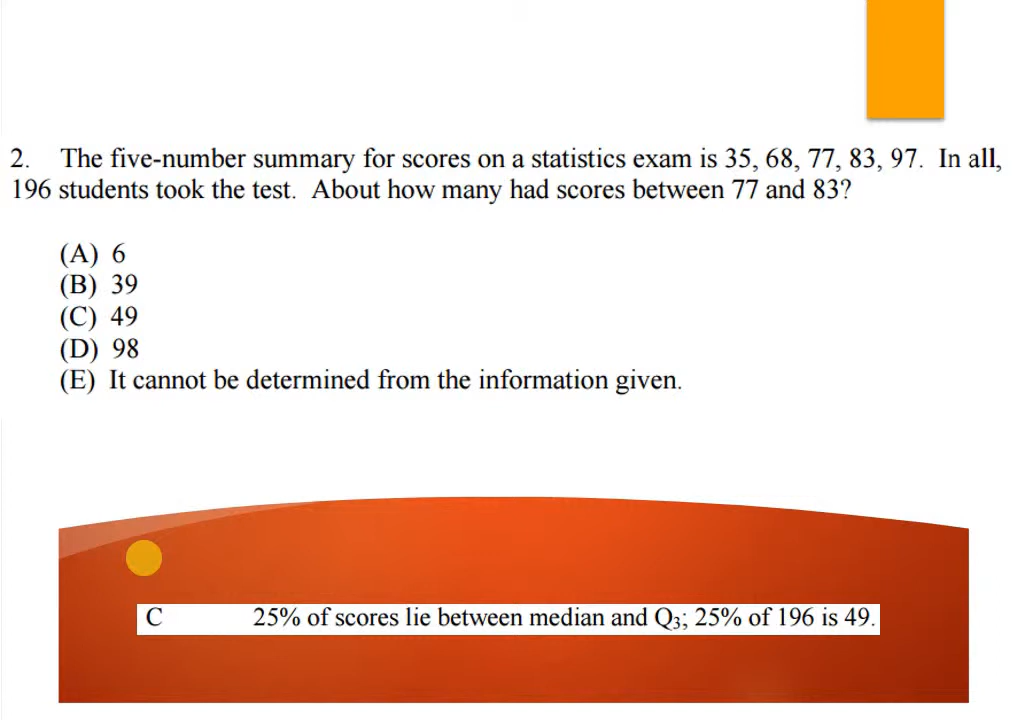 2. The five-number summary for scores on a statistics exam is 35, 68, 77, 83, 97. In all,
196 students took the test. About how many had scores between 77 and 83?
(A) 6
(B) 39
(C) 49
(D) 98
(E) It cannot be determined from the information given.
C 25% of scores lie between median and Q₃; 25% of 196 is 49.